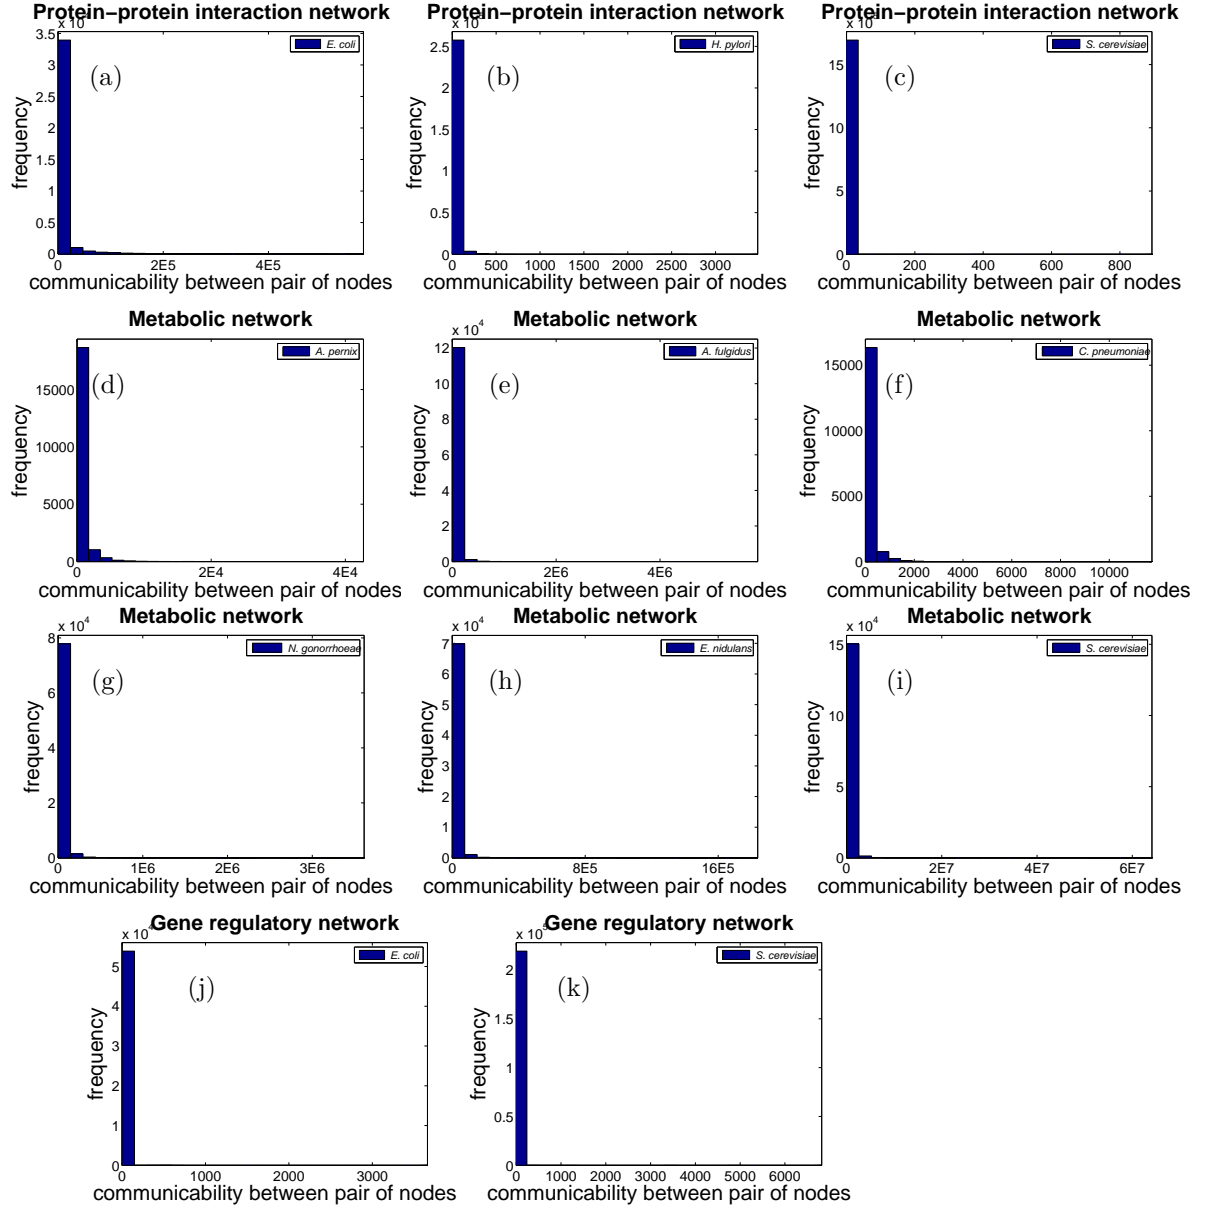 Protein−protein interaction network
x 10
E. coli
(a)
3.5
3
2.5
2
1.5
1
0.5
0
frequency
0 2E5 4E5
communicability between pair of nodes
Protein−protein interaction network
x 10
H. pylori
(b)
2.5
2
1.5
1
0.5
0
frequency
0 500 1000 1500 2000 2500 3000
communicability between pair of nodes
Protein−protein interaction network
x 10
S. cerevisiae
(c)
15
10
5
0
frequency
0 200 400 600 800
communicability between pair of nodes
Metabolic network
A. pernix
(d)
15000
10000
5000
0
frequency
0 2E4 4E4
communicability between pair of nodes
Metabolic network
x 10^4
A. fulgidus
(e)
12
10
8
6
4
2
0
frequency
0 2E6 4E6
communicability between pair of nodes
Metabolic network
C. pneumoniae
(f)
15000
10000
5000
0
frequency
0 2000 4000 6000 8000 10000
communicability between pair of nodes
Metabolic network
x 10^4
N. gonorrhoeae
(g)
8
6
4
2
0
frequency
0 1E6 2E6 3E6
communicability between pair of nodes
Metabolic network
x 10^4
E. nidulans
(h)
7
6
5
4
3
2
1
0
frequency
0 8E5 16E5
communicability between pair of nodes
Metabolic network
x 10^4
S. cerevisiae
(i)
15
10
5
0
frequency
0 2E7 4E7 6E7
communicability between pair of nodes
Gene regulatory network
x 10^4
E. coli
(j)
5
4
3
2
1
0
frequency
0 1000 2000 3000
communicability between pair of nodes
Gene regulatory network
x 10
S. cerevisiae
(k)
2
1.5
1
0.5
0
frequency
0 1000 2000 3000 4000 5000 6000
communicability between pair of nodes